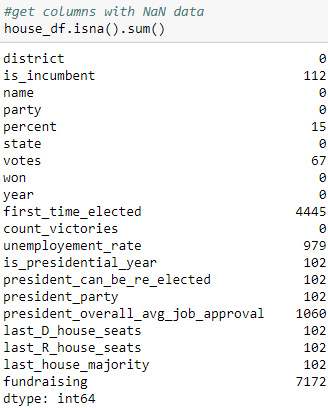 #get columns with NaN data
house_df.isna().sum()
district 0
is_incumbent 112
name 0
party 0
percent 15
state 0
votes 67
won 0
year 0
first_time_elected 4445
count_victories 0
unemployement_rate 979
is_presidential_year 102
president_can_be_re_elected 102
president_party 102
president_overall_avg_job_approval 1060
last_D_house_seats 102
last_R_house_seats 102
last_house_majority 102
fundraising 7172
dtype: int64